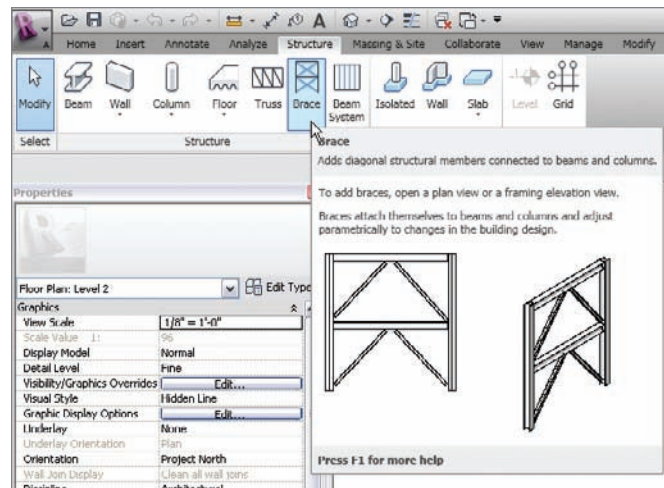 Home Insert Annotate Analyze Structure Massing & Site Collaborate View Manage Modify
Modify Beam Wall Column Floor Truss Brace Beam System Isolated Wall Slab Level Grid
Select Structure
Brace
Adds diagonal structural members connected to beams and columns.
To add braces, open a plan view or a framing elevation view.
Braces attach themselves to beams and columns and adjust
parametrically to changes in the building design.
Press F1 for more help
Properties
Floor Plan: Level 2 Edit Type
Graphics
View Scale 1/8" = 1'-0"
Scale Value 1: 96
Display Model Normal
Detail Level Fine
Visibility/Graphics Overrides Edit...
Visual Style Hidden Line
Graphic Display Options Edit...
Underlay None
Underlay Orientation Plan
Orientation Project North
Wall Join Display Clean all wall joins
Discipline Architectural